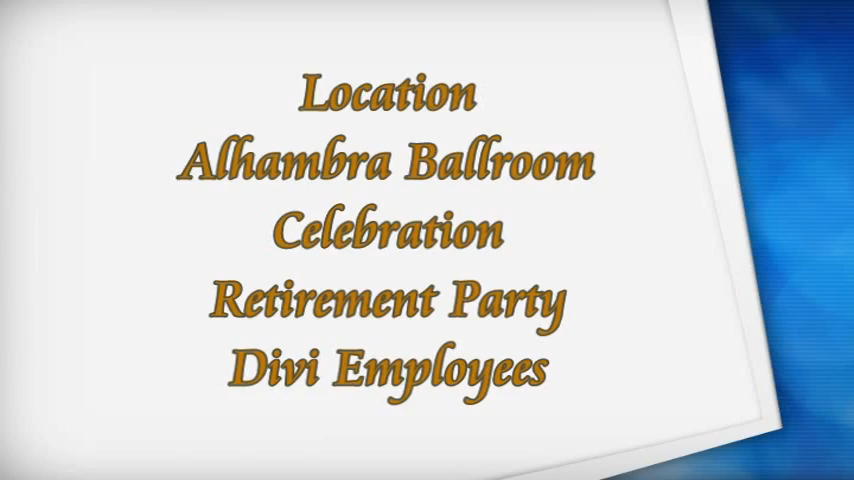 Location
Alhambra Ballroom
Celebration
Retirement Party
Divi Employees